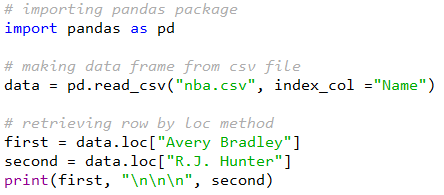 # importing pandas package
import pandas as pd
# making data frame from csv file
data = pd.read_csv("nba.csv", index_col ="Name")
# retrieving row by loc method
first = data.loc["Avery Bradley"]
second = data.loc["R.J. Hunter"]
print(first, "\n\n\n", second)